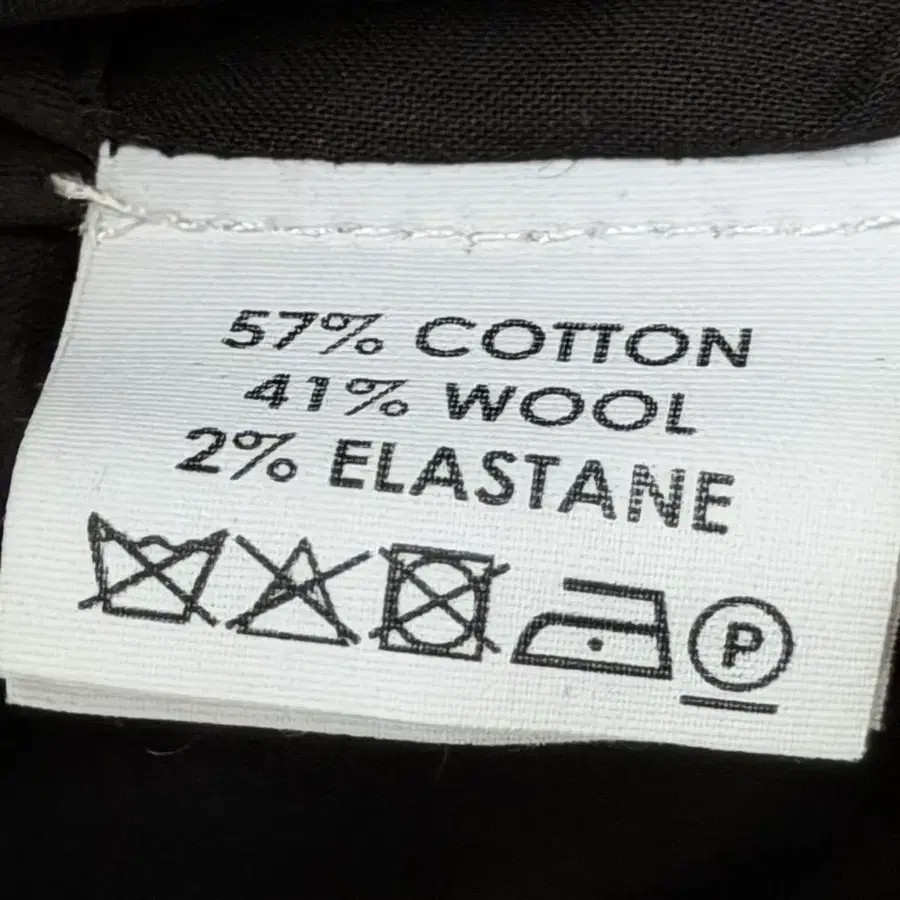 57% COTTON
41% WOOL
2% ELASTANE
P